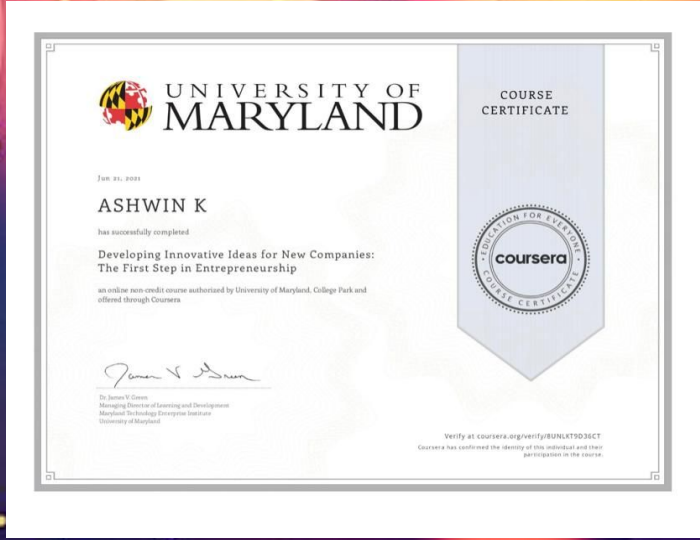 UNIVERSITY OF
MARYLAND
COURSE
CERTIFICATE
Jun 21, 2021
ASHWIN K
has successfully completed
Developing Innovative Ideas for New Companies:
The First Step in Entrepreneurship
an online non-credit course authorized by University of Maryland, College Park and
offered through Coursera
EDUCATION FOR EVERYONE
coursera
COURSE CERTIFICATE
James V Green
Dr. James V. Green
Managing Director of Learning and Development
Maryland Technology Enterprise Institute
University of Maryland
Verify at coursera.org/verify/8UNLKT9D36CT
Coursera has confirmed the identity of this individual and their
participation in the course.